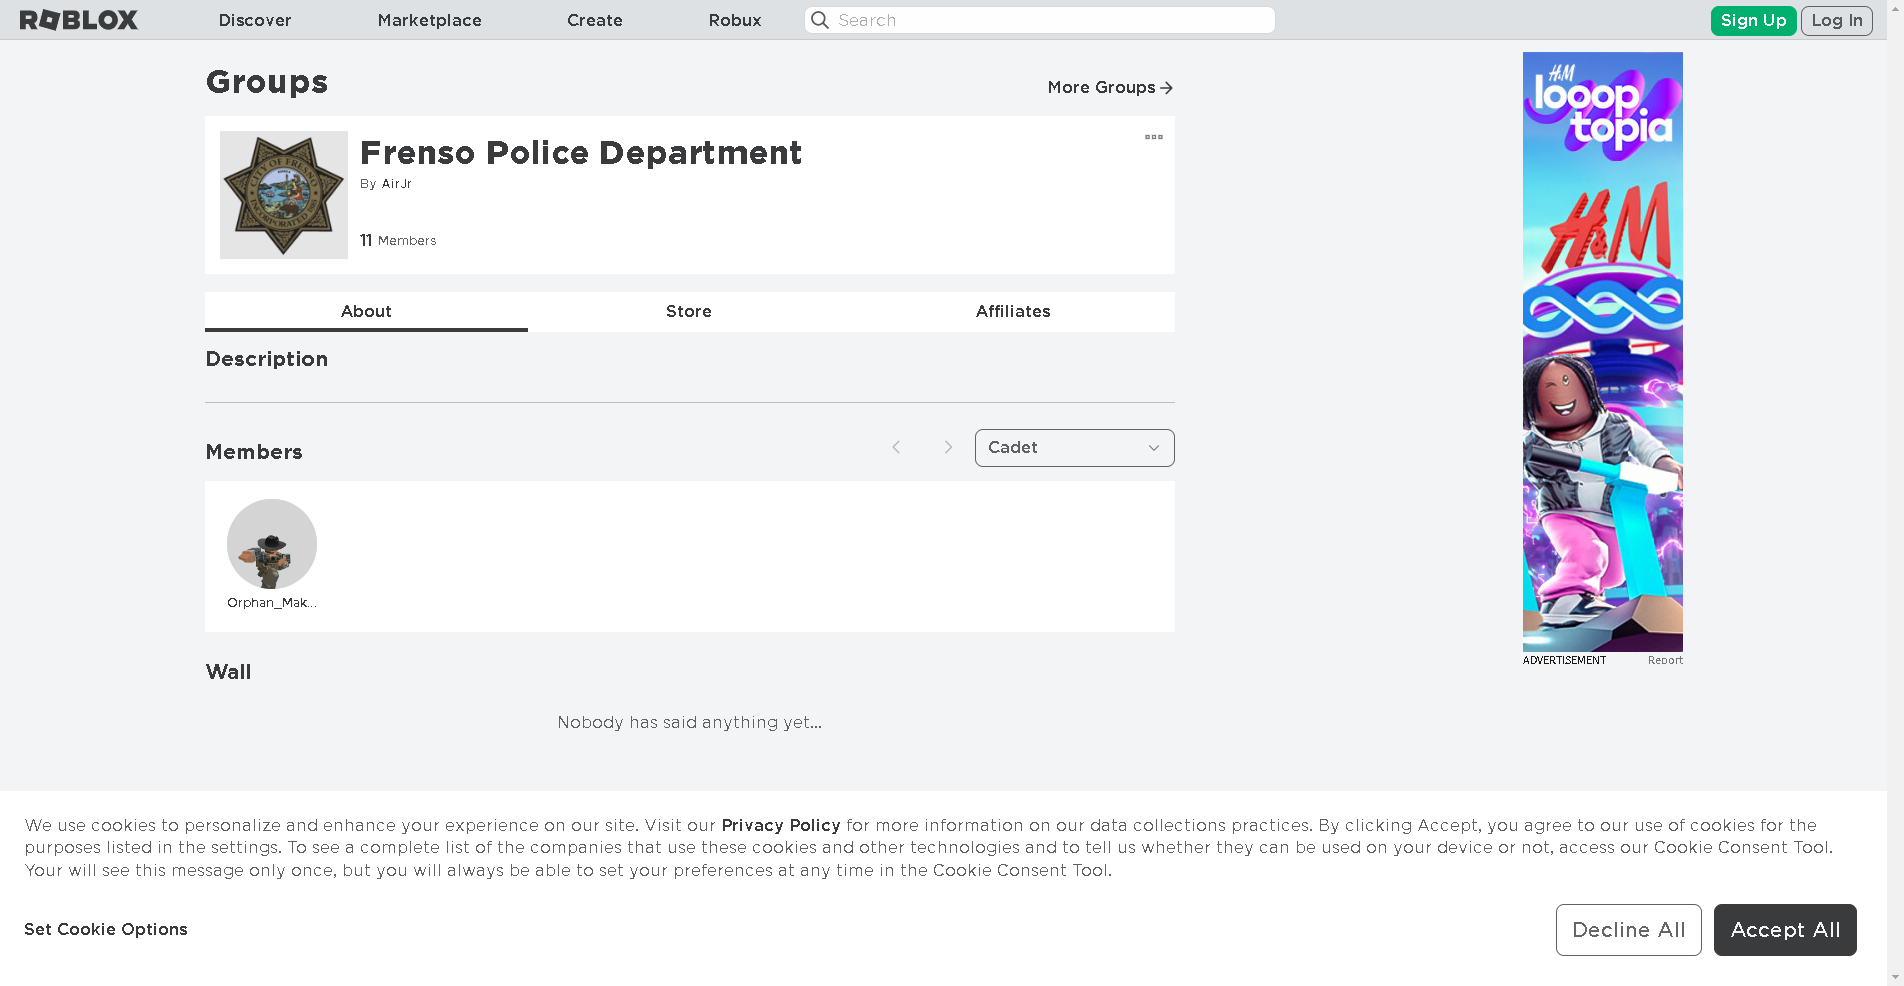 ROBLOX
Discover
Marketplace
Create
Robux
Search
Sign Up
Log In
Groups
More Groups
Frenso Police Department
By AirJr
11 Members
CITY OF FRESNO
INCORPORATED 1885
About
Store
Affiliates
Description
Members
Cadet
Orphan_Mak...
Wall
Nobody has said anything yet...
H&M
looop
topia
H&M
ADVERTISEMENT
Report
We use cookies to personalize and enhance your experience on our site. Visit our Privacy Policy for more information on our data collections practices. By clicking Accept, you agree to our use of cookies for the
purposes listed in the settings. To see a complete list of the companies that use these cookies and other technologies and to tell us whether they can be used on your device or not, access our Cookie Consent Tool.
Your will see this message only once, but you will always be able to set your preferences at any time in the Cookie Consent Tool.
Set Cookie Options
Decline All
Accept All